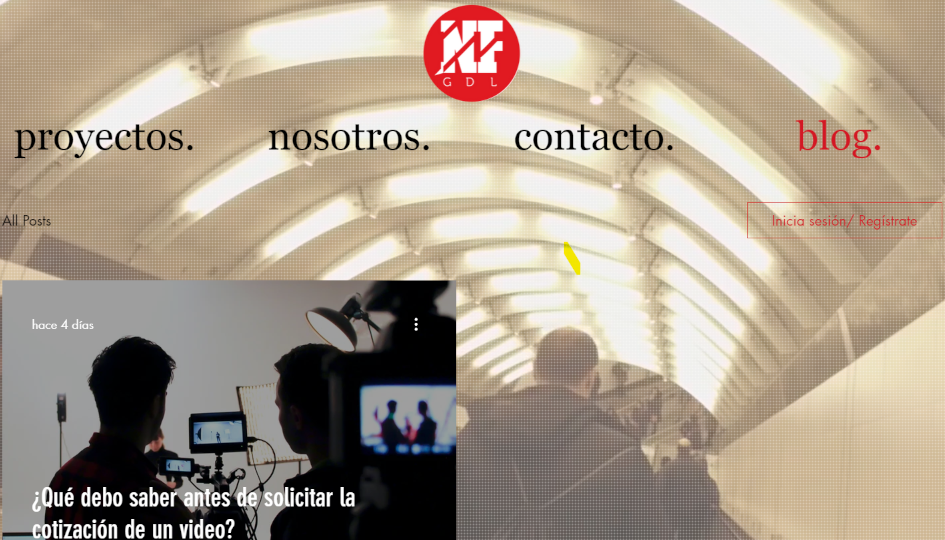 NF
GDL
proyectos. nosotros. contacto. blog.
All Posts
Inicia sesión/ Regístrate
hace 4 días
¿Qué debo saber antes de solicitar la
cotización de un video?